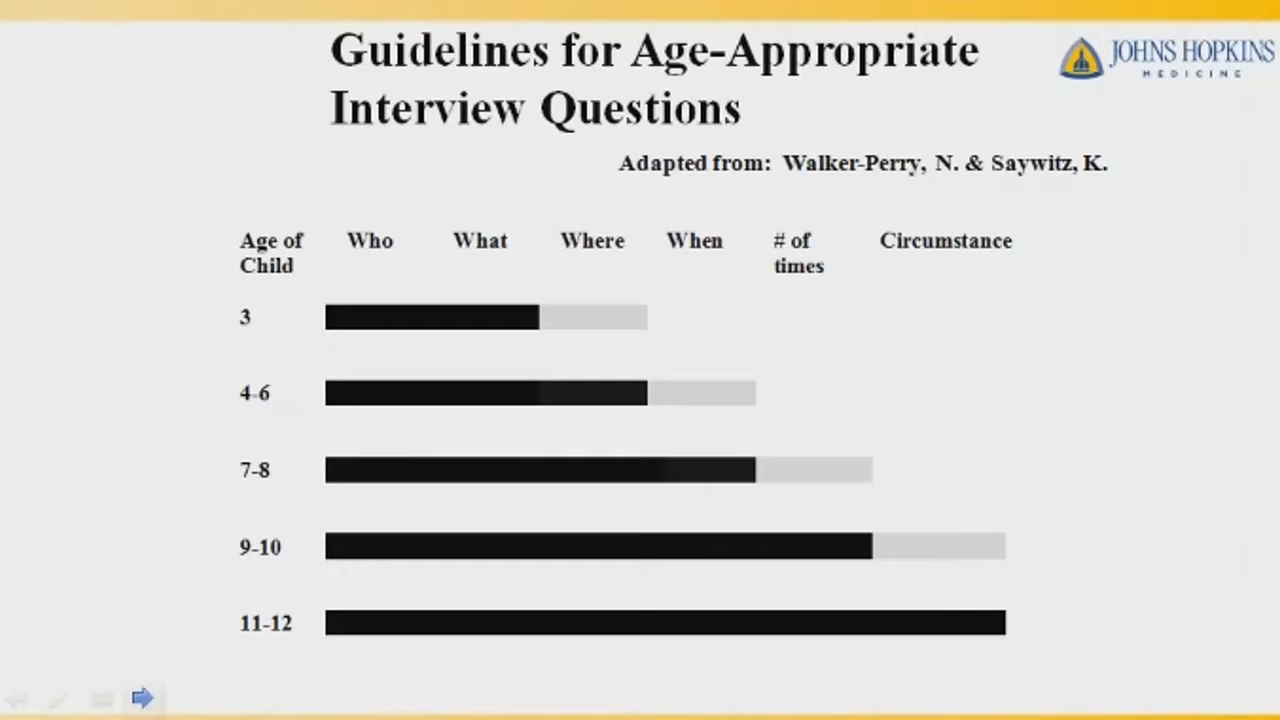 Guidelines for Age-Appropriate
Interview Questions
JOHNS HOPKINS
MEDICINE
Adapted from: Walker-Perry, N. & Saywitz, K.
Age of Child Who What Where When # of times Circumstance
3
4-6
7-8
9-10
11-12